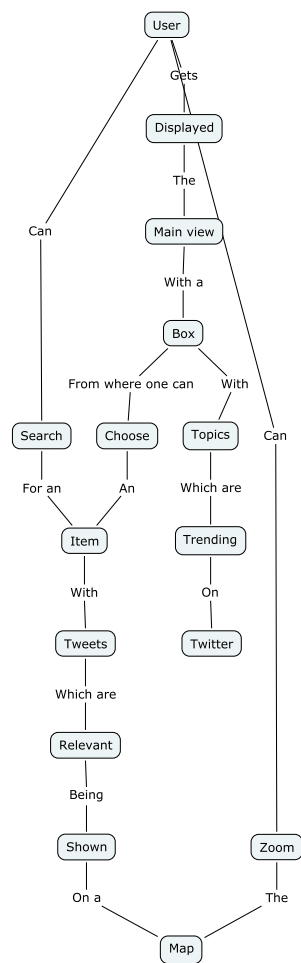 User
Gets
Displayed
The
Main view
Can
With a
Box
From where one can
With
Search
Choose
Topics
Can
For an
An
Which are
Item
Trending
With
On
Tweets
Twitter
Which are
Relevant
Being
Shown
Zoom
On a
The
Map